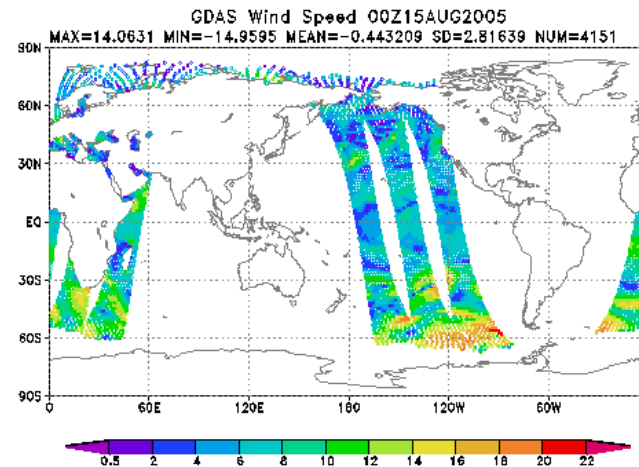 GDAS Wind Speed 00Z15AUG2005
MAX=14.0631 MIN=-14.9595 MEAN=-0.443209 SD=2.81639 NUM=4151
90N
60N
30N
EQ
30S
60S
90S
0 60E 120E 180 120W 60W
0.5 2 4 6 8 10 12 14 16 18 20 22